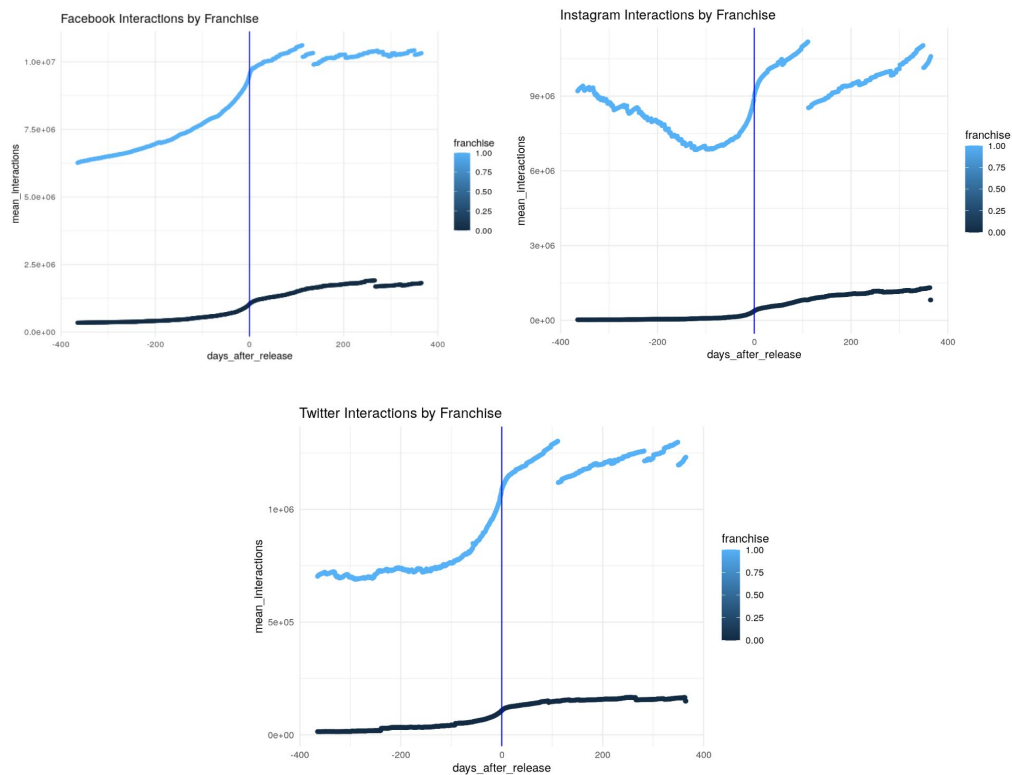 Facebook Interactions by Franchise
mean_interactions
1.0e+07
7.5e+06
5.0e+06
2.5e+06
0.0e+00
-400
-200
0
200
400
days_after_release
franchise
1.00
0.75
0.50
0.25
0.00
Instagram Interactions by Franchise
mean_interactions
9e+06
6e+06
3e+06
0e+00
-400
-200
0
200
400
days_after_release
franchise
1.00
0.75
0.50
0.25
0.00
Twitter Interactions by Franchise
mean_interactions
1e+06
5e+05
0e+00
-400
-200
0
200
400
days_after_release
franchise
1.00
0.75
0.50
0.25
0.00